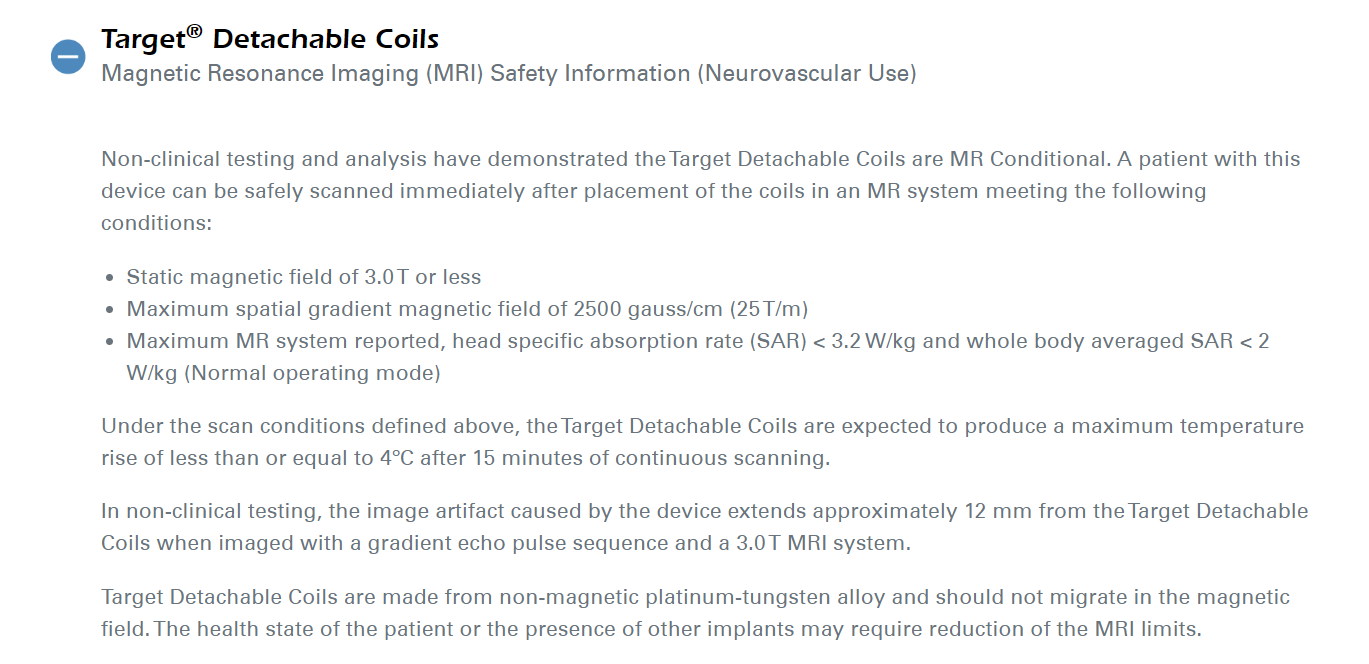 Target® Detachable Coils
Magnetic Resonance Imaging (MRI) Safety Information (Neurovascular Use)
Non-clinical testing and analysis have demonstrated the Target Detachable Coils are MR Conditional. A patient with this
device can be safely scanned immediately after placement of the coils in an MR system meeting the following
conditions:
• Static magnetic field of 3.0 T or less
• Maximum spatial gradient magnetic field of 2500 gauss/cm (25 T/m)
• Maximum MR system reported, head specific absorption rate (SAR) < 3.2 W/kg and whole body averaged SAR < 2
W/kg (Normal operating mode)
Under the scan conditions defined above, the Target Detachable Coils are expected to produce a maximum temperature
rise of less than or equal to 4°C after 15 minutes of continuous scanning.
In non-clinical testing, the image artifact caused by the device extends approximately 12 mm from the Target Detachable
Coils when imaged with a gradient echo pulse sequence and a 3.0 T MRI system.
Target Detachable Coils are made from non-magnetic platinum-tungsten alloy and should not migrate in the magnetic
field. The health state of the patient or the presence of other implants may require reduction of the MRI limits.